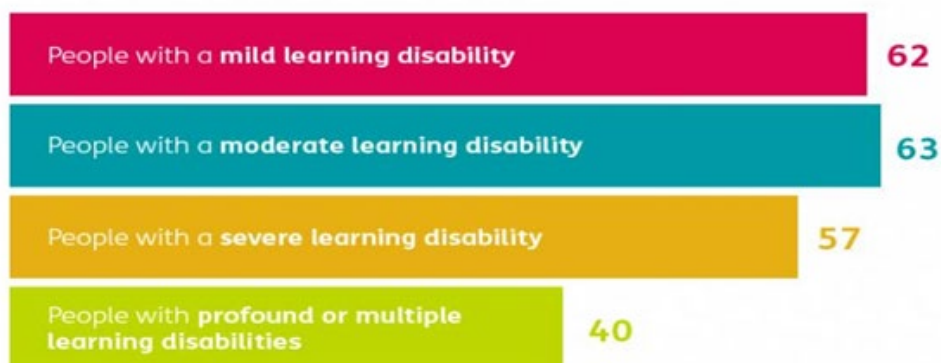 People with a mild learning disability 62
People with a moderate learning disability 63
People with a severe learning disability 57
People with profound or multiple
learning disabilities 40